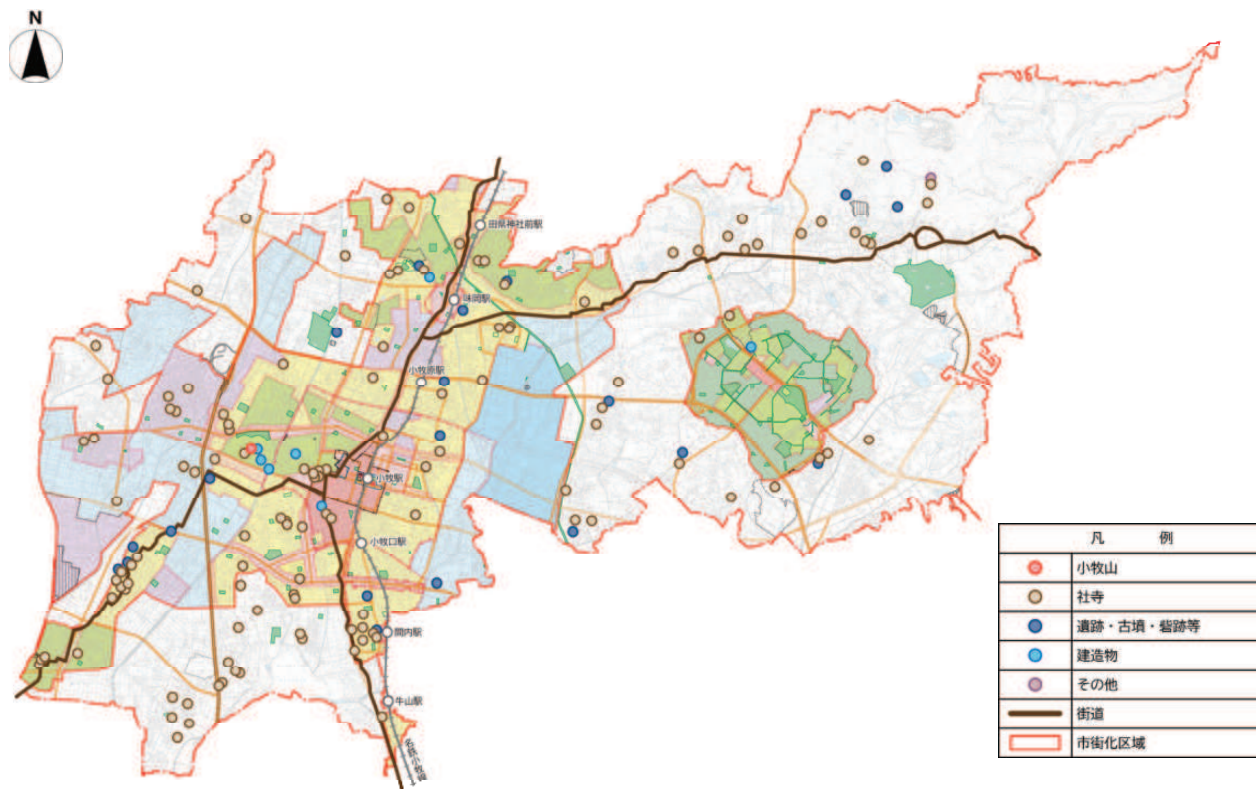 N
田県神社前駅
味岡駅
小牧原駅
小牧駅
小牧口駅
間内駅
牛山駅
名鉄小牧線
凡 例
小牧山
社寺
遺跡・古墳・砦跡等
建造物
その他
街道
市街化区域